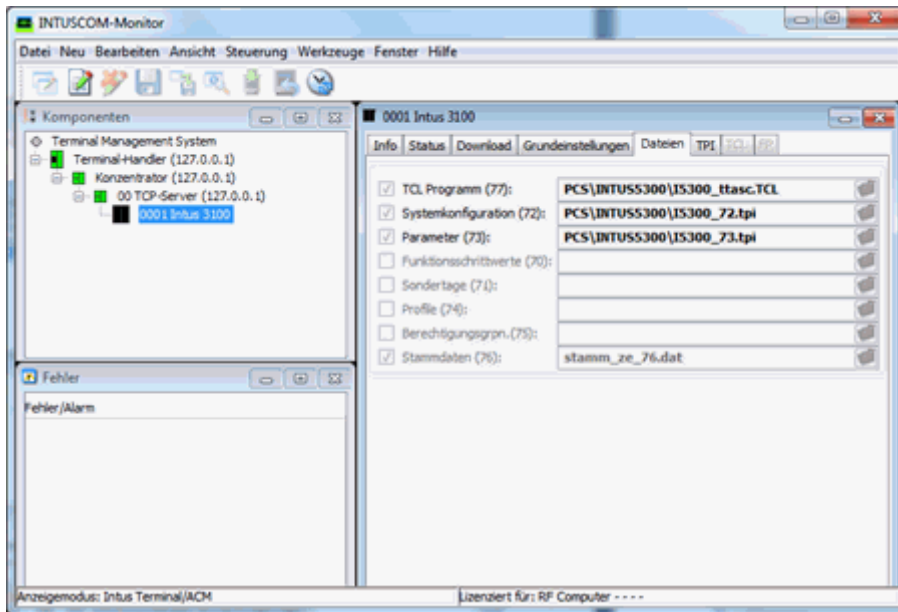 INTUSCOM-Monitor
Datei Neu Bearbeiten Ansicht Steuerung Werkzeuge Fenster Hilfe
Komponenten
Terminal Management System
Terminal-Handler (127.0.0.1)
Konzentrator (127.0.0.1)
00 TCP-Server (127.0.0.1)
0001 Intus 3100
Fehler
Fehler/Alarm
0001 Intus 3100
Info Status Download Grundeinstellungen Dateien TPI TCL FP
TCL Programm (77): PCS\INTUS5300\I5300_ttasc.TCL
Systemkonfiguration (72): PCS\INTUS5300\I5300_72.tpi
Parameter (73): PCS\INTUS5300\I5300_73.tpi
Funktionsschrittwerte (70):
Sondertage (71):
Profile (74):
Berechtigungsgrpn.(75):
Stammdaten (76): stamm_ze_76.dat
Anzeigemodus: Intus Terminal/ACM
Lizenziert für: RF Computer - - - -